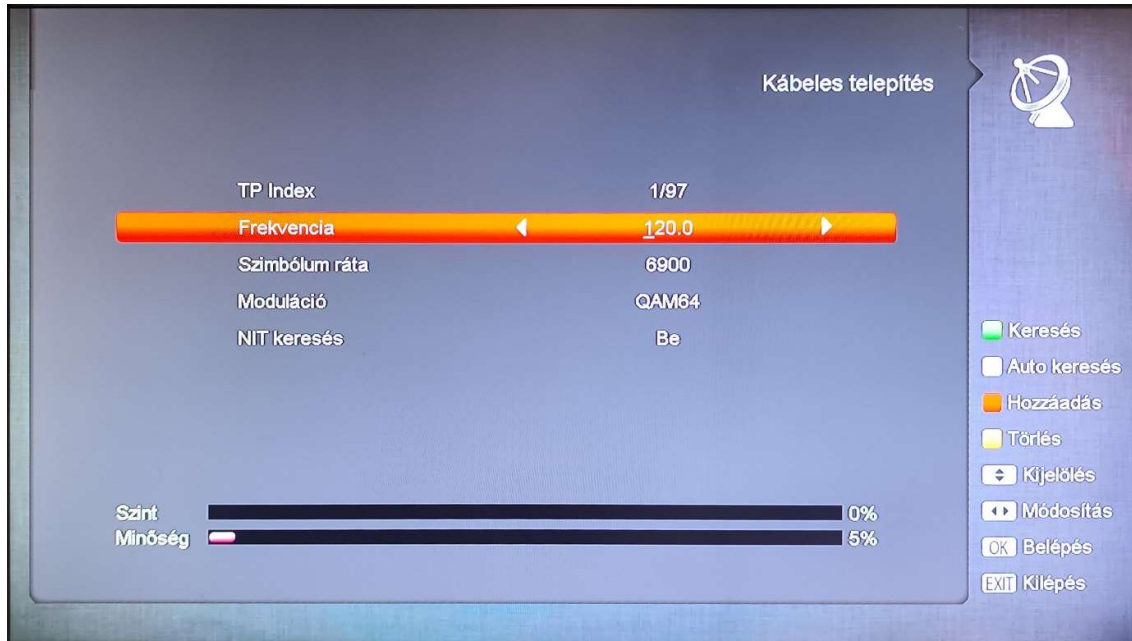 Kábeles telepítés
TP Index 1/97
Frekvencia 120.0
Szimbólum ráta 6900
Moduláció QAM64
NIT keresés Be
Keresés
Auto keresés
Hozzáadás
Törlés
Kijelölés
Módosítás
OK Belépés
EXIT Kilépés
Szint 0%
Minőség 5%